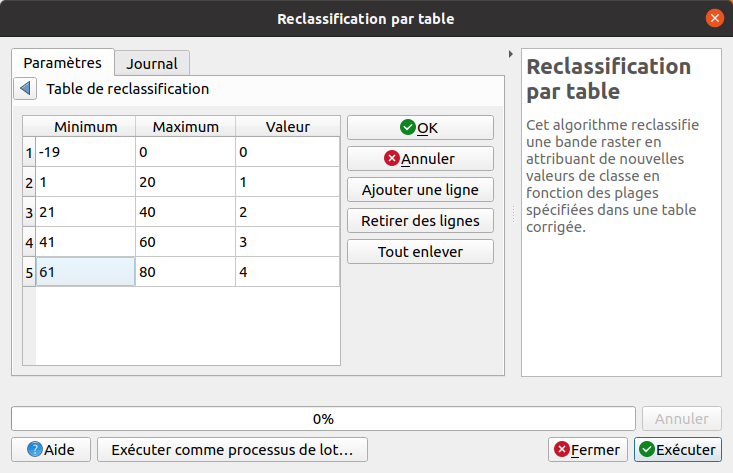 Reclassification par table
Paramètres
Journal
Table de reclassification
Minimum Maximum Valeur
1 -19 0 0
2 1 20 1
3 21 40 2
4 41 60 3
5 61 80 4
OK
Annuler
Ajouter une ligne
Retirer des lignes
Tout enlever
Reclassification
par table
Cet algorithme reclassifie
une bande raster en
attribuant de nouvelles
valeurs de classe en
fonction des plages
spécifiées dans une table
corrigée.
0%
Annuler
Aide
Exécuter comme processus de lot…
Fermer
Exécuter